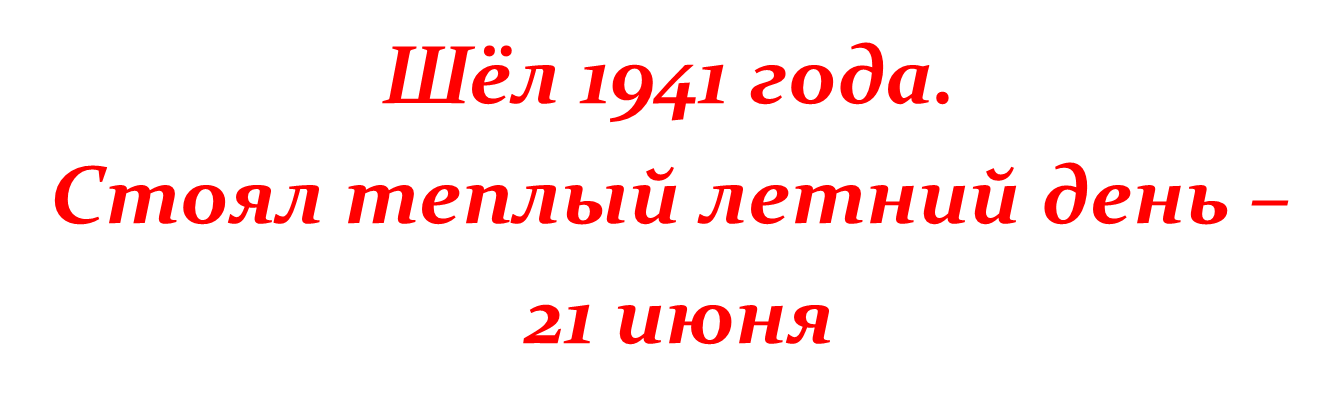 Шёл 1941 года.
Стоял теплый летний день –
21 июня